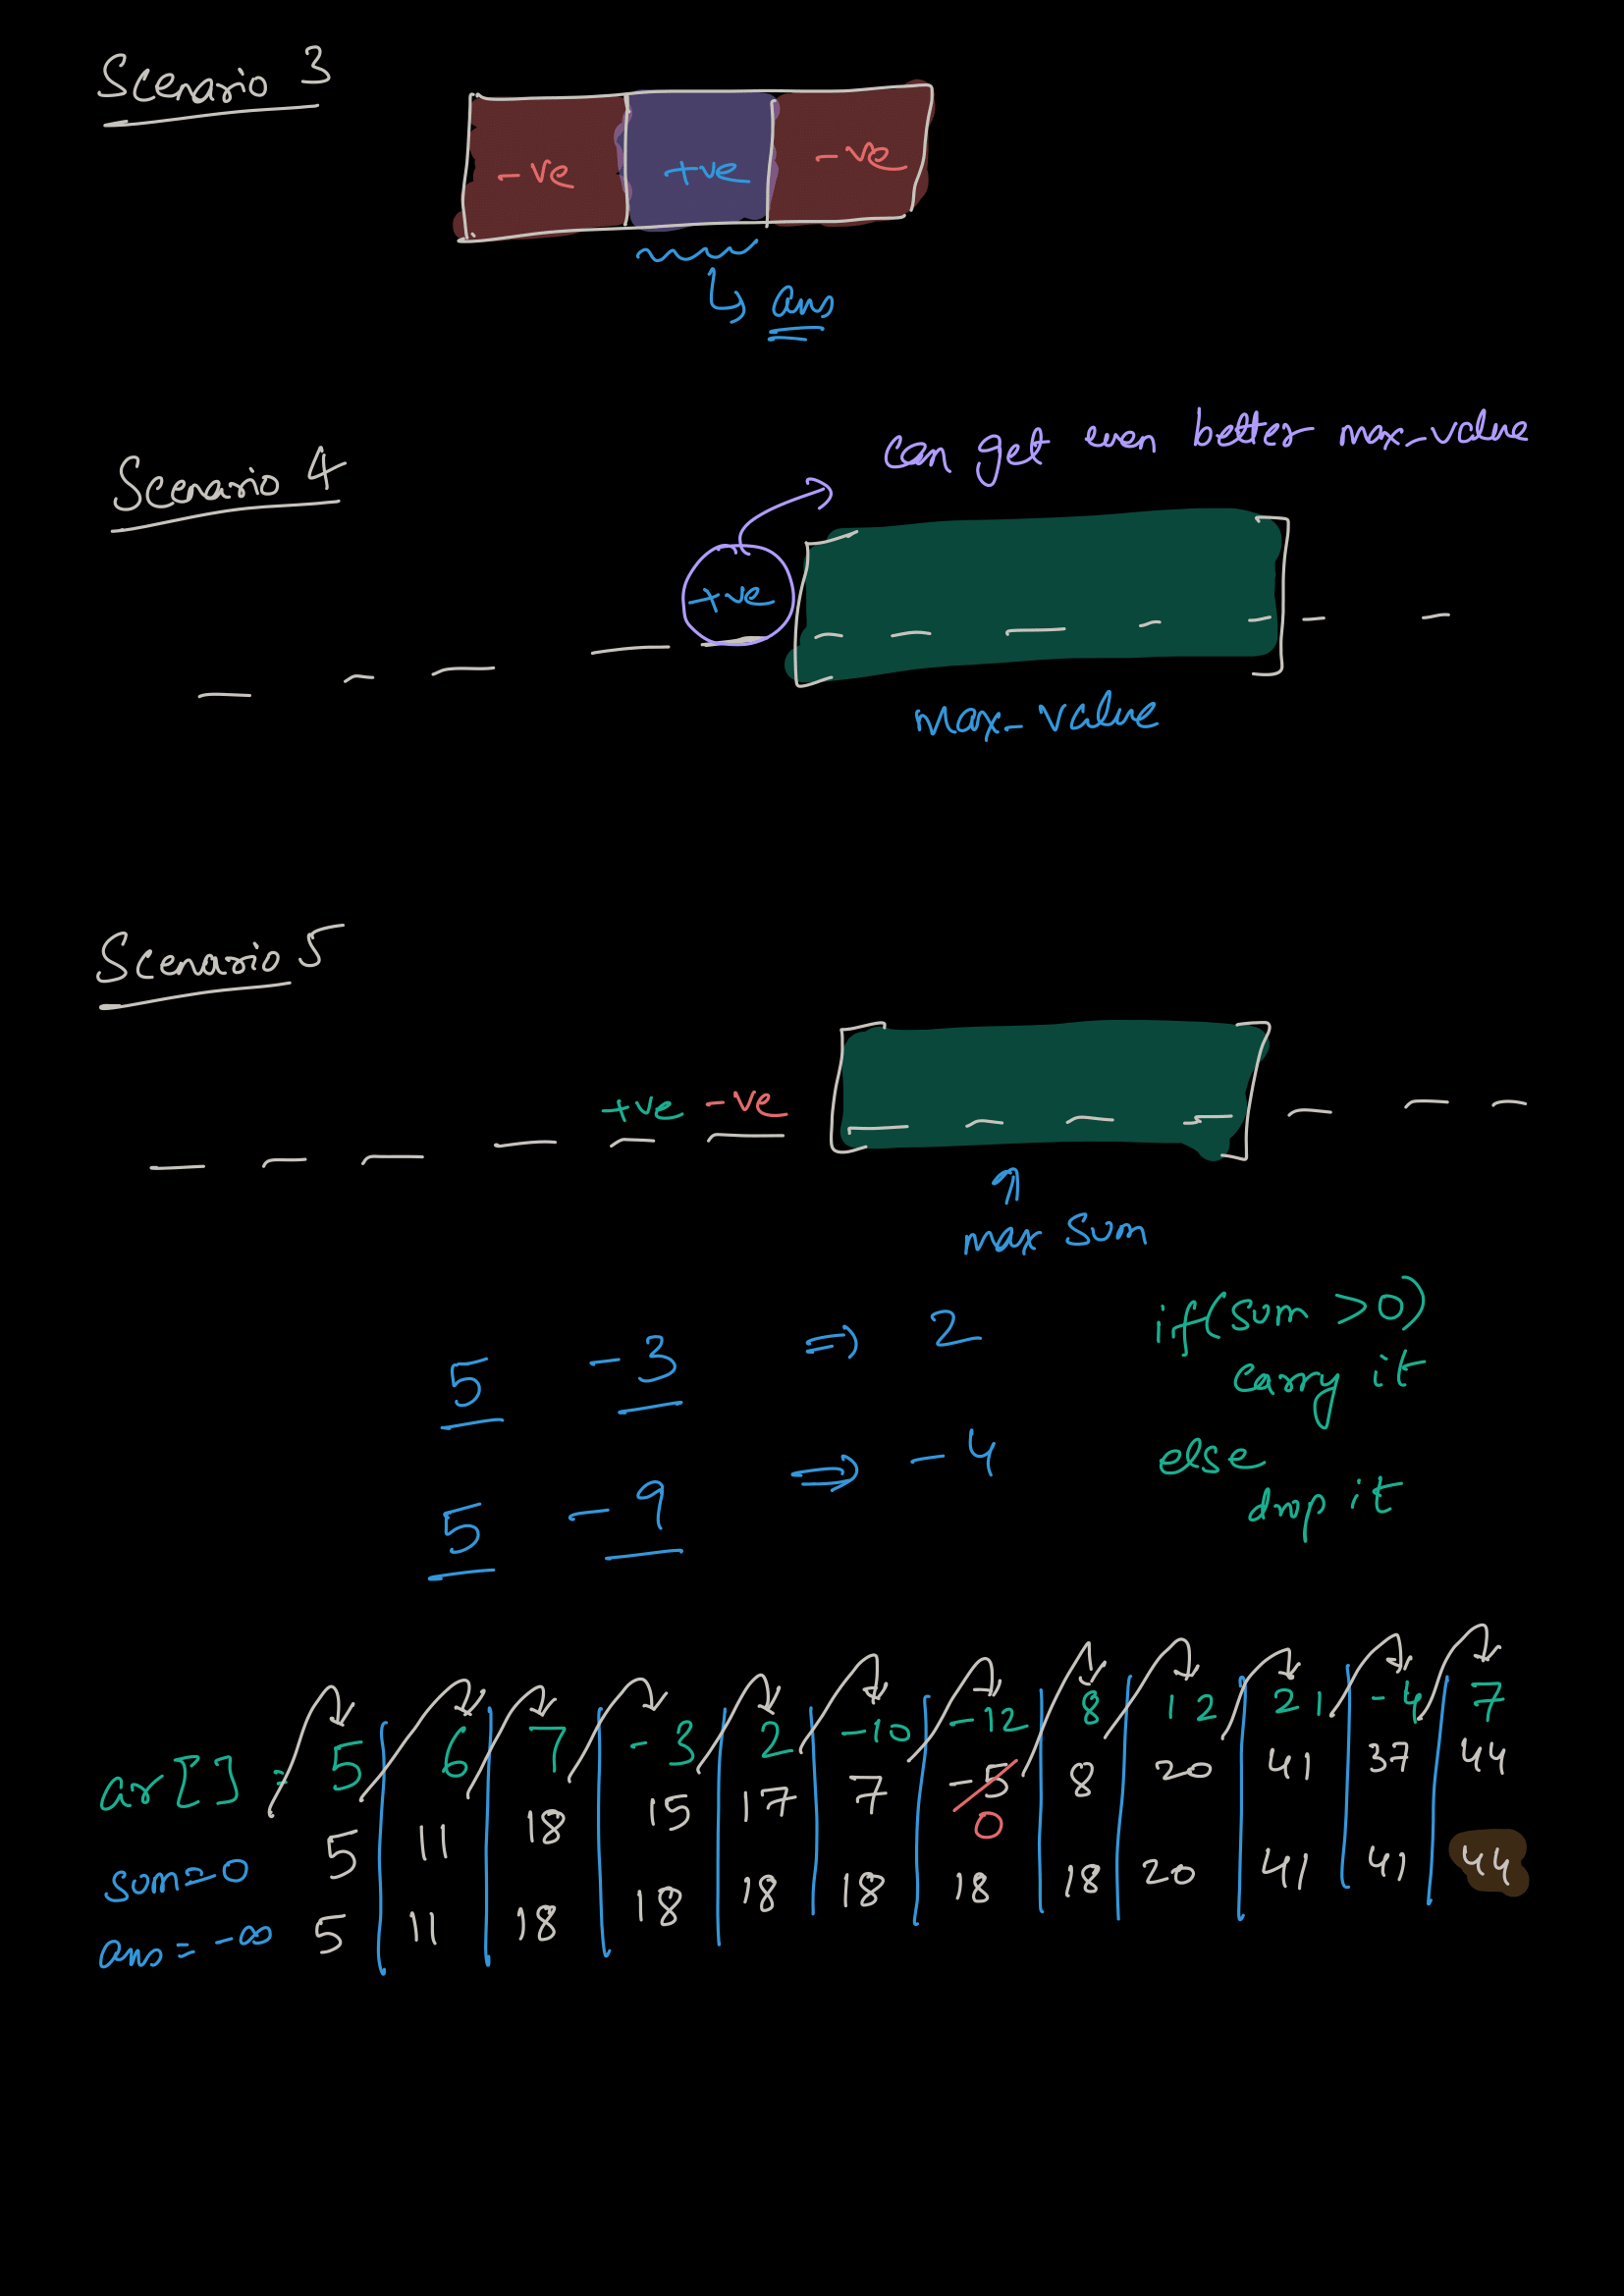 Scenario 3
-ve +ve -ve
ans
Scenario 4
can get even better max_value
+ve
max_value
Scenario 5
+ve -ve
max sum
5 -3 => 2
if(sum >0)
carry it
5 -9 => -4
else
drop it
ar[] = 5 6 7 -3 2 -10 -12 8 12 21 -4 7
5 11 18 15 17 7 -5 8 20 41 37 44
0
sum=0
5 11 18 18 18 18 18 18 20 41 41 44
ans = -∞